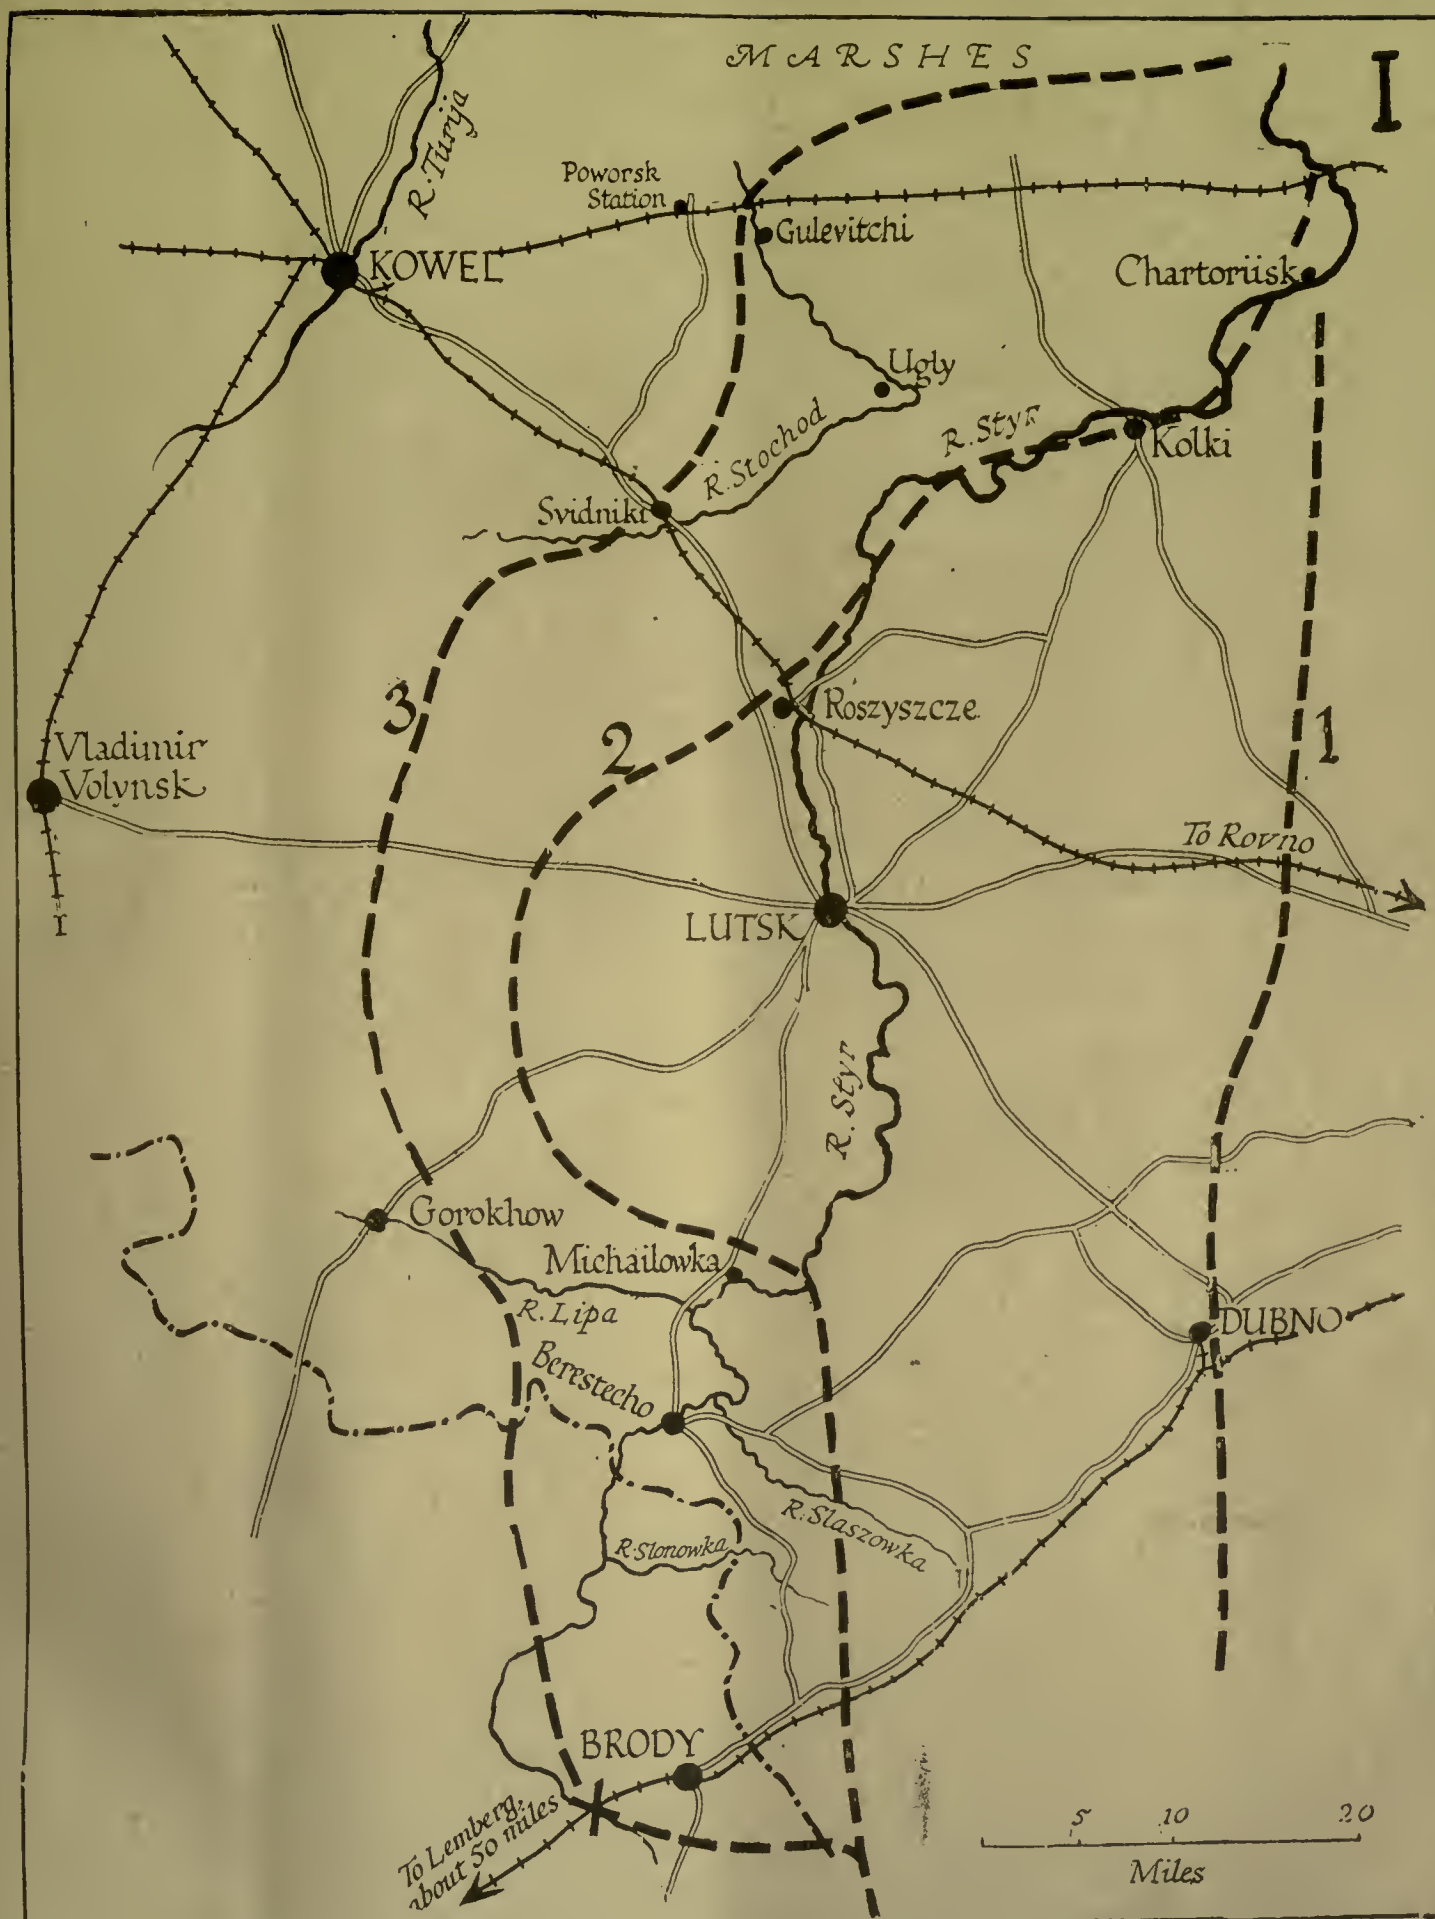 MARSHES
I
R. Turija
Poworsk
Station
Gulevitchi
KOWEL
Chartoriisk
Ugly
R. Stochod
R. Styr
Kolki
Svidniki
3
2
Roszyszcze
1
Vladimir
Volynsk
To Rovno
LUTSK
R. Styr
Gorokhow
Michailowka
R. Lipa
DUBNO
Berestecho
R. Slaszowka
R. Slonowka
BRODY
To Lemberg,
about 50 miles
5 10 20
Miles